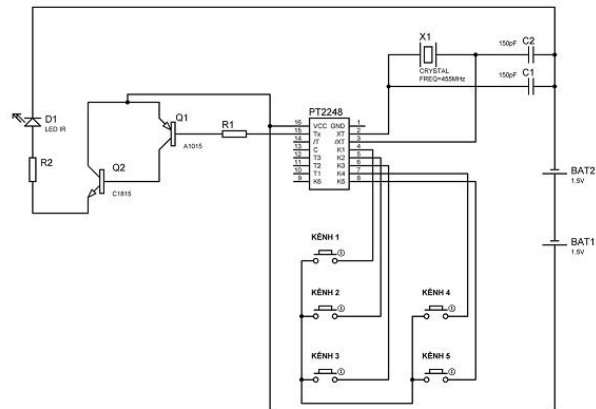 X1
CRYSTAL
FREQ=455MHz
150pF C2
150pF C1
D1
LED IR
R2
Q1
A1015
Q2
C1815
R1
PT2248
16 VCC GND 1
15 Tx XT 2
14 /T /XT 3
13 C K1 4
12 T3 K2 5
11 T2 K3 6
10 T1 K4 7
9 K6 K5 8
BAT2
1.5V
BAT1
1.5V
KÊNH 1
KÊNH 2
KÊNH 4
KÊNH 3
KÊNH 5